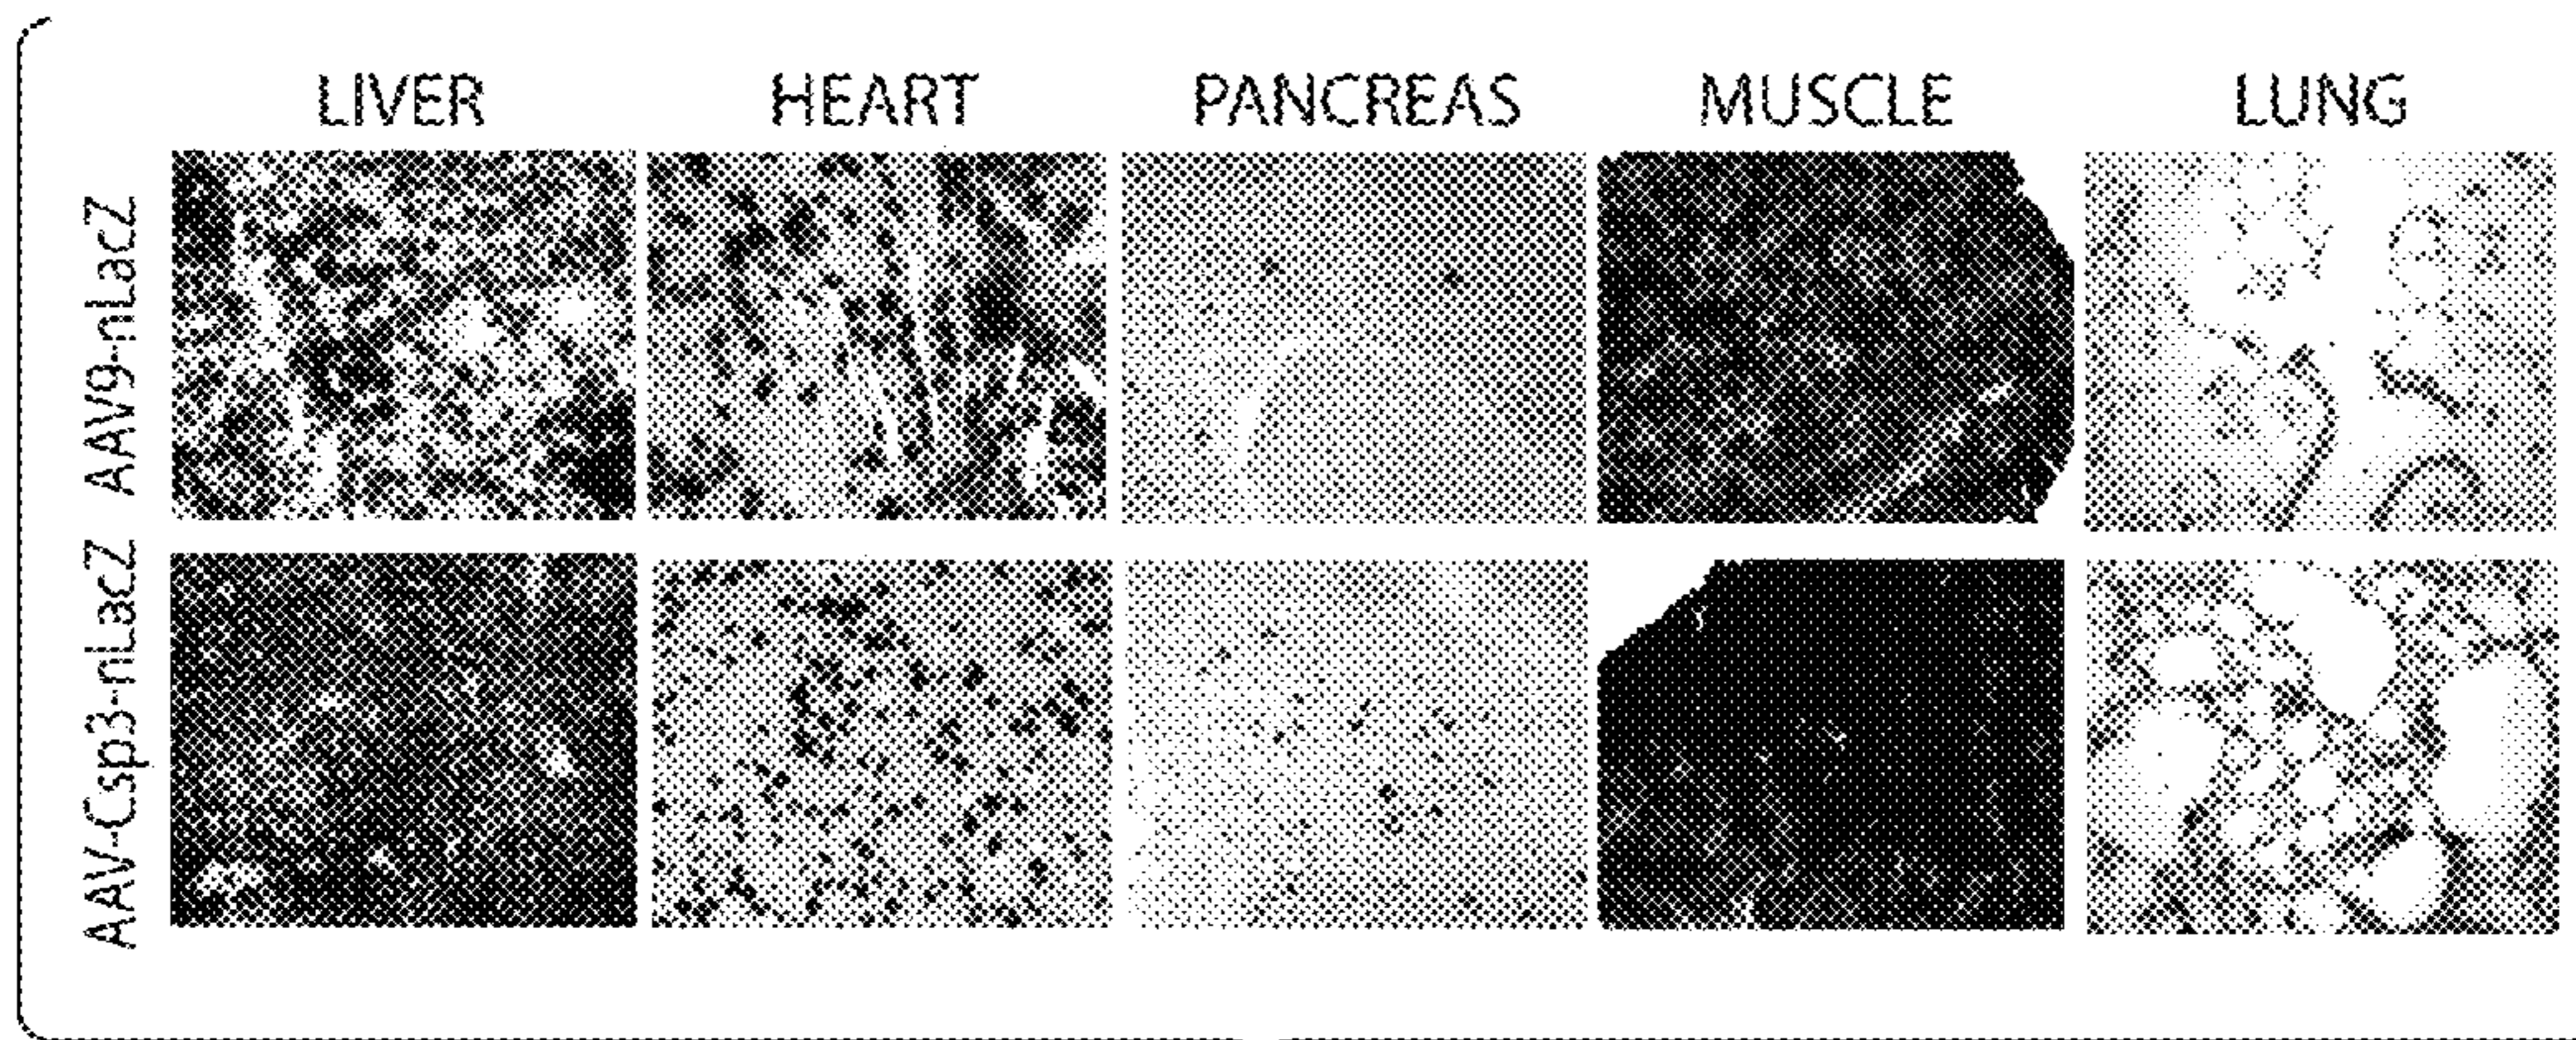 LIVER HEART PANCREAS MUSCLE LUNG
AAV9-nLacZ
AAV-Csp3-nLacZ